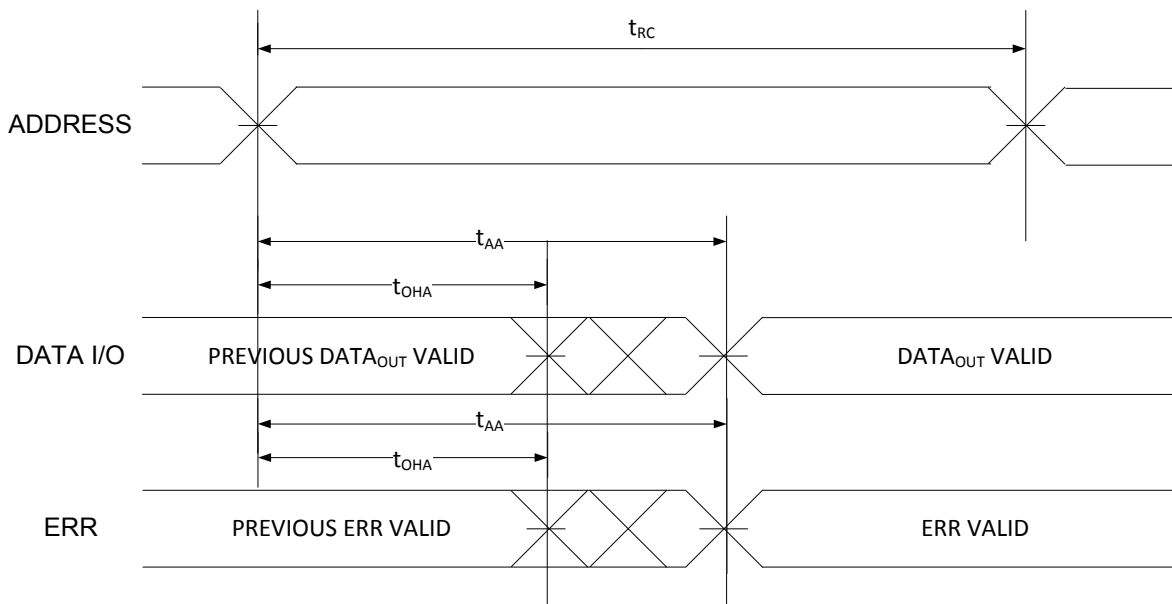 tRC
ADDRESS
tAA
tOHA
DATA I/O
PREVIOUS DATAOUT VALID
DATAOUT VALID
tAA
tOHA
ERR
PREVIOUS ERR VALID
ERR VALID